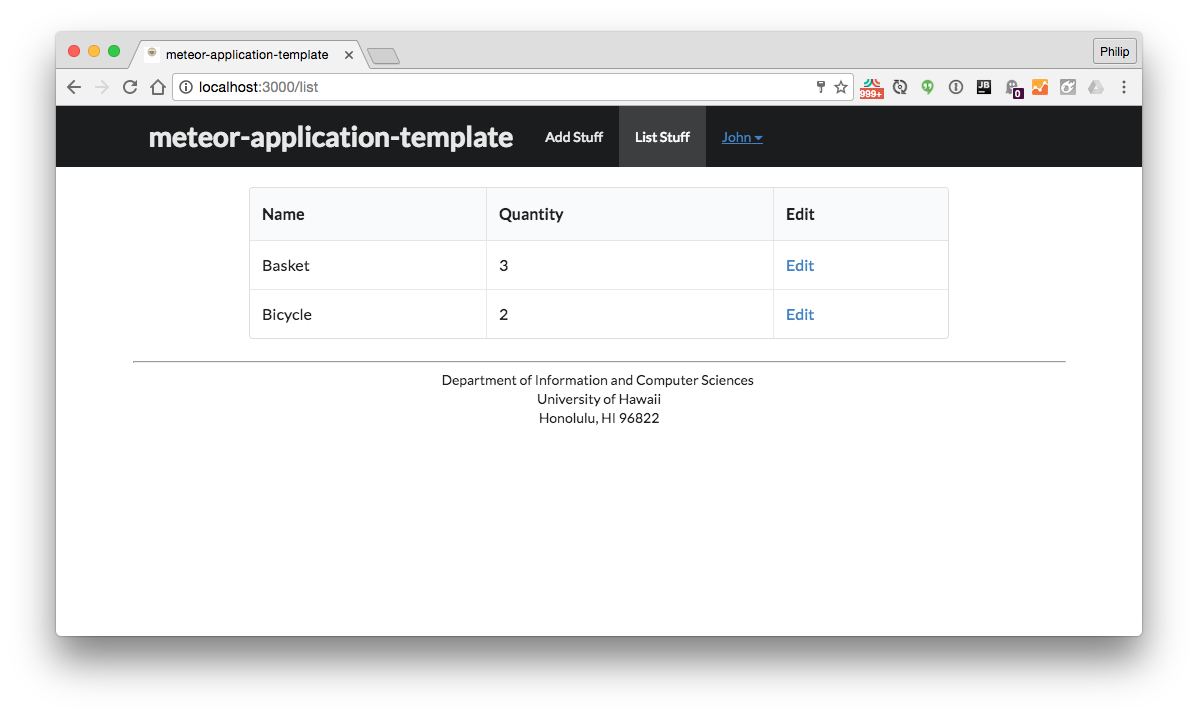 meteor-application-template
Philip
localhost:3000/list
999+
JB
0
meteor-application-template Add Stuff List Stuff John
Name Quantity Edit
Basket 3 Edit
Bicycle 2 Edit
Department of Information and Computer Sciences
University of Hawaii
Honolulu, HI 96822